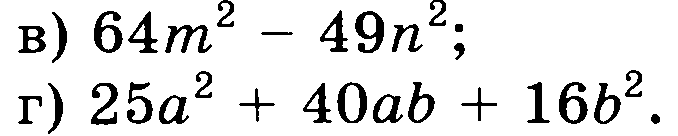 в) 64m² − 49n²;
г) 25a² + 40ab + 16b².